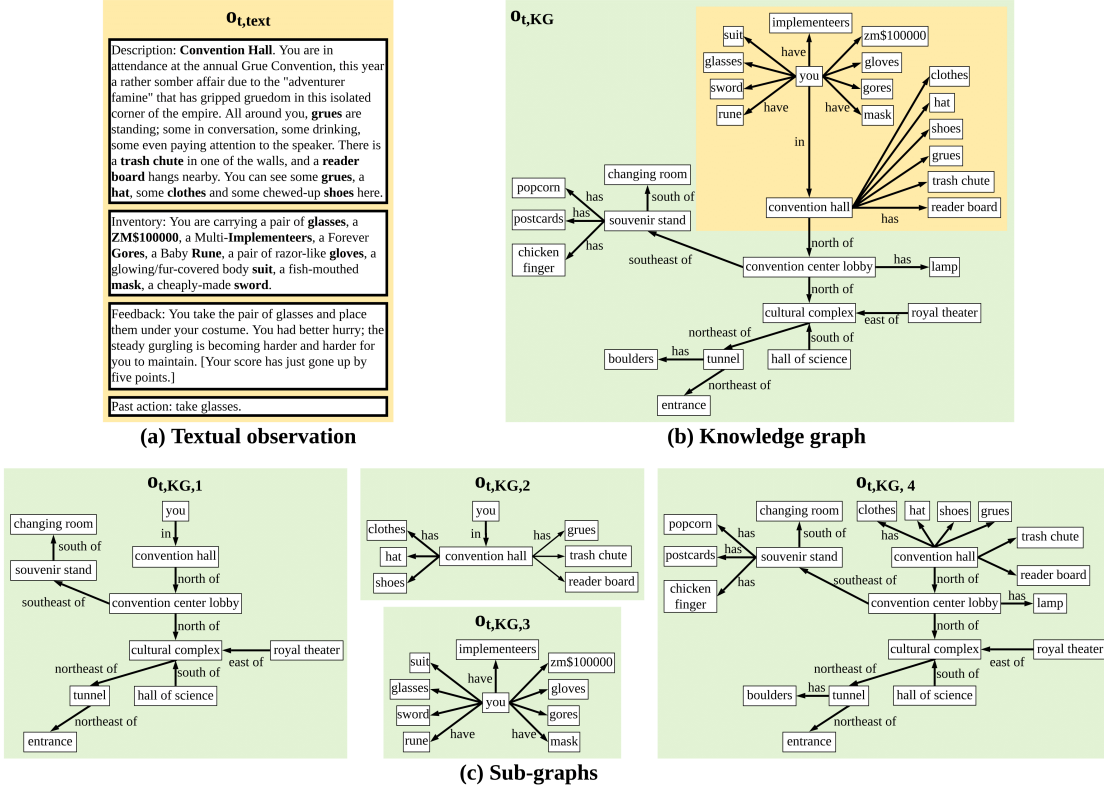 ot,text
Description: Convention Hall. You are in
attendance at the annual Grue Convention, this year
a rather somber affair due to the "adventurer
famine" that has gripped gruedom in this isolated
corner of the empire. All around you, grues are
standing; some in conversation, some drinking,
some even paying attention to the speaker. There is
a trash chute in one of the walls, and a reader
board hangs nearby. You can see some grues, a
hat, some clothes and some chewed-up shoes here.
Inventory: You are carrying a pair of glasses, a
ZM$100000, a Multi-Implementeers, a Forever
Gores, a Baby Rune, a pair of razor-like gloves, a
glowing/fur-covered body suit, a fish-mouthed
mask, a cheaply-made sword.
Feedback: You take the pair of glasses and place
them under your costume. You had better hurry; the
steady gurgling is becoming harder and harder for
you to maintain. [Your score has just gone up by
five points.]
Past action: take glasses.
(a) Textual observation
ot,KG
implementeers
suit
zm$100000
have
glasses
you
gloves
clothes
sword
gores
hat
rune
have
have
mask
shoes
in
grues
changing room
trash chute
popcorn
has
south of
convention hall
reader board
postcards
has
souvenir stand
has
chicken
finger
has
north of
southeast of
convention center lobby
has
lamp
north of
cultural complex
east of
royal theater
northeast of
south of
boulders
has
tunnel
hall of science
northeast of
entrance
(b) Knowledge graph
ot,KG,1
you
changing room
in
south of
convention hall
souvenir stand
north of
southeast of
convention center lobby
north of
cultural complex
royal theater
northeast of
south of
east of
tunnel
hall of science
northeast of
entrance
ot,KG,2
you
clothes
has
in
has
grues
hat
convention hall
trash chute
shoes
reader board
ot,KG,3
implementeers
suit
zm$100000
have
glasses
you
gloves
sword
gores
rune
have
have
mask
ot,KG, 4
changing room
clothes
hat
shoes
grues
popcorn
has
south of
has
trash chute
postcards
has
souvenir stand
convention hall
reader board
chicken
finger
has
southeast of
north of
convention center lobby
has
lamp
north of
cultural complex
royal theater
northeast of
south of
east of
boulders
has
tunnel
hall of science
northeast of
entrance
(c) Sub-graphs